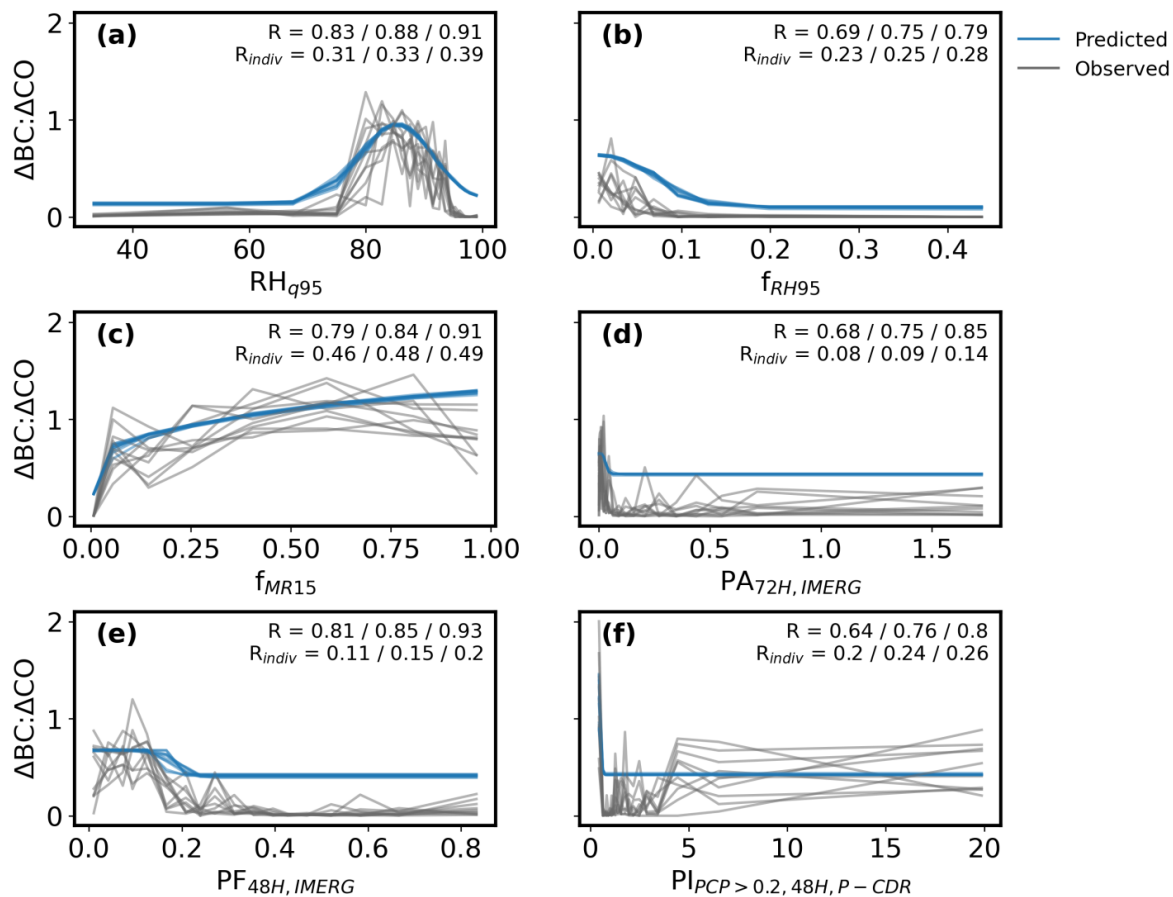 (a)
R = 0.83 / 0.88 / 0.91
R_indiv = 0.31 / 0.33 / 0.39
2
1
0
ΔBC:ΔCO
40 60 80 100
RH_q95
(b)
R = 0.69 / 0.75 / 0.79
R_indiv = 0.23 / 0.25 / 0.28
0.0 0.1 0.2 0.3 0.4
f_RH95
Predicted
Observed
(c)
R = 0.79 / 0.84 / 0.91
R_indiv = 0.46 / 0.48 / 0.49
2
1
0
ΔBC:ΔCO
0.00 0.25 0.50 0.75 1.00
f_MR15
(d)
R = 0.68 / 0.75 / 0.85
R_indiv = 0.08 / 0.09 / 0.14
0.0 0.5 1.0 1.5
PA_72H, IMERG
(e)
R = 0.81 / 0.85 / 0.93
R_indiv = 0.11 / 0.15 / 0.2
2
1
0
ΔBC:ΔCO
0.0 0.2 0.4 0.6 0.8
PF_48H, IMERG
(f)
R = 0.64 / 0.76 / 0.8
R_indiv = 0.2 / 0.24 / 0.26
0 5 10 15 20
PI_PCP > 0.2, 48H, P − CDR